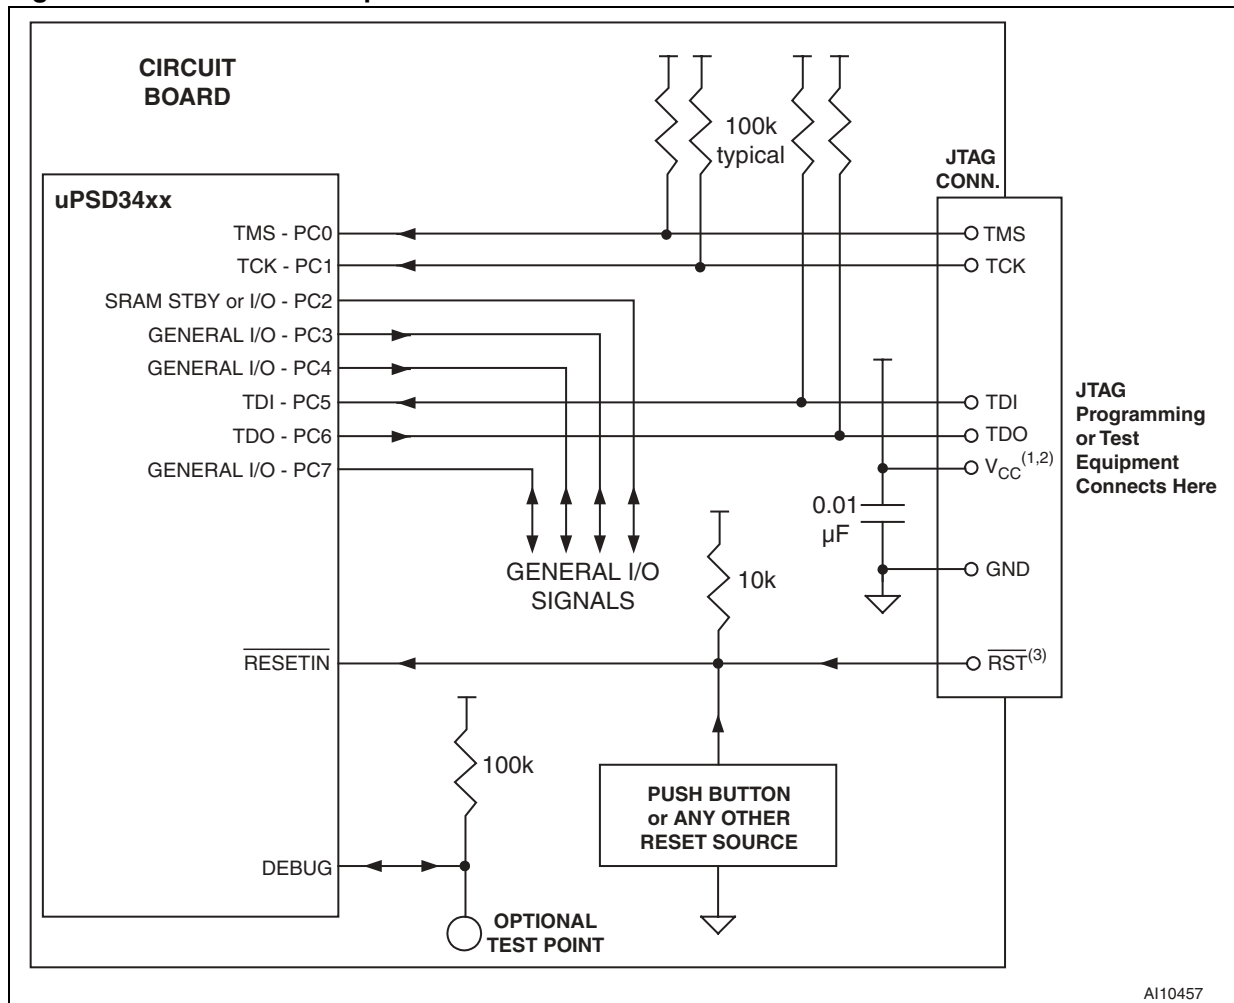 CIRCUIT
BOARD
100k
typical
JTAG
CONN.
uPSD34xx
TMS - PC0
TCK - PC1
SRAM STBY or I/O - PC2
GENERAL I/O - PC3
GENERAL I/O - PC4
TDI - PC5
TDO - PC6
GENERAL I/O - PC7
TMS
TCK
TDI
TDO
VCC(1,2)
GND
RST(3)
JTAG
Programming
or Test
Equipment
Connects Here
0.01
µF
GENERAL I/O
SIGNALS
10k
RESETIN
100k
PUSH BUTTON
or ANY OTHER
RESET SOURCE
DEBUG
OPTIONAL
TEST POINT
AI10457